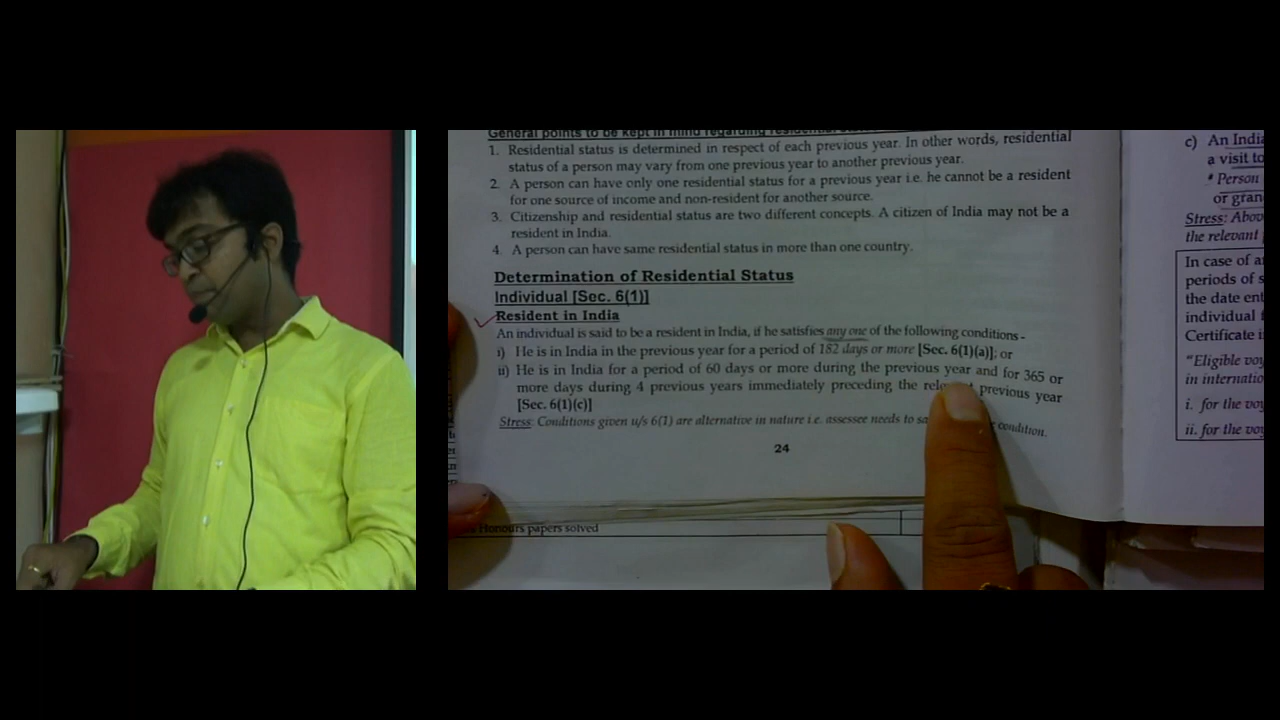 General points to be kept in mind regarding
1. Residential status is determined in respect of each previous year. In other words, residential
status of a person may vary from one previous year to another previous year.
2. A person can have only one residential status for a previous year i.e. he cannot be a resident
for one source of income and non-resident for another source.
3. Citizenship and residential status are two different concepts. A citizen of India may not be a
resident in India.
4. A person can have same residential status in more than one country.
Determination of Residential Status
Individual [Sec. 6(1)]
Resident in India
An individual is said to be a resident in India, if he satisfies any one of the following conditions -
i) He is in India in the previous year for a period of 182 days or more [Sec. 6(1)(a)]; or
ii) He is in India for a period of 60 days or more during the previous year and for 365 or
more days during 4 previous years immediately preceding the previous year
[Sec. 6(1)(c)]
Stress: Conditions given u/s 6(1) are alternative in nature i.e. assessee needs to condition.
24
Honours papers solved
c) An India
a visit to
* Person
or gran
Stress: Abov
the relevant
In case of a
periods of s
the date ent
individual f
Certificate i
"Eligible voy
in internatio
i. for the voy
ii. for the voy